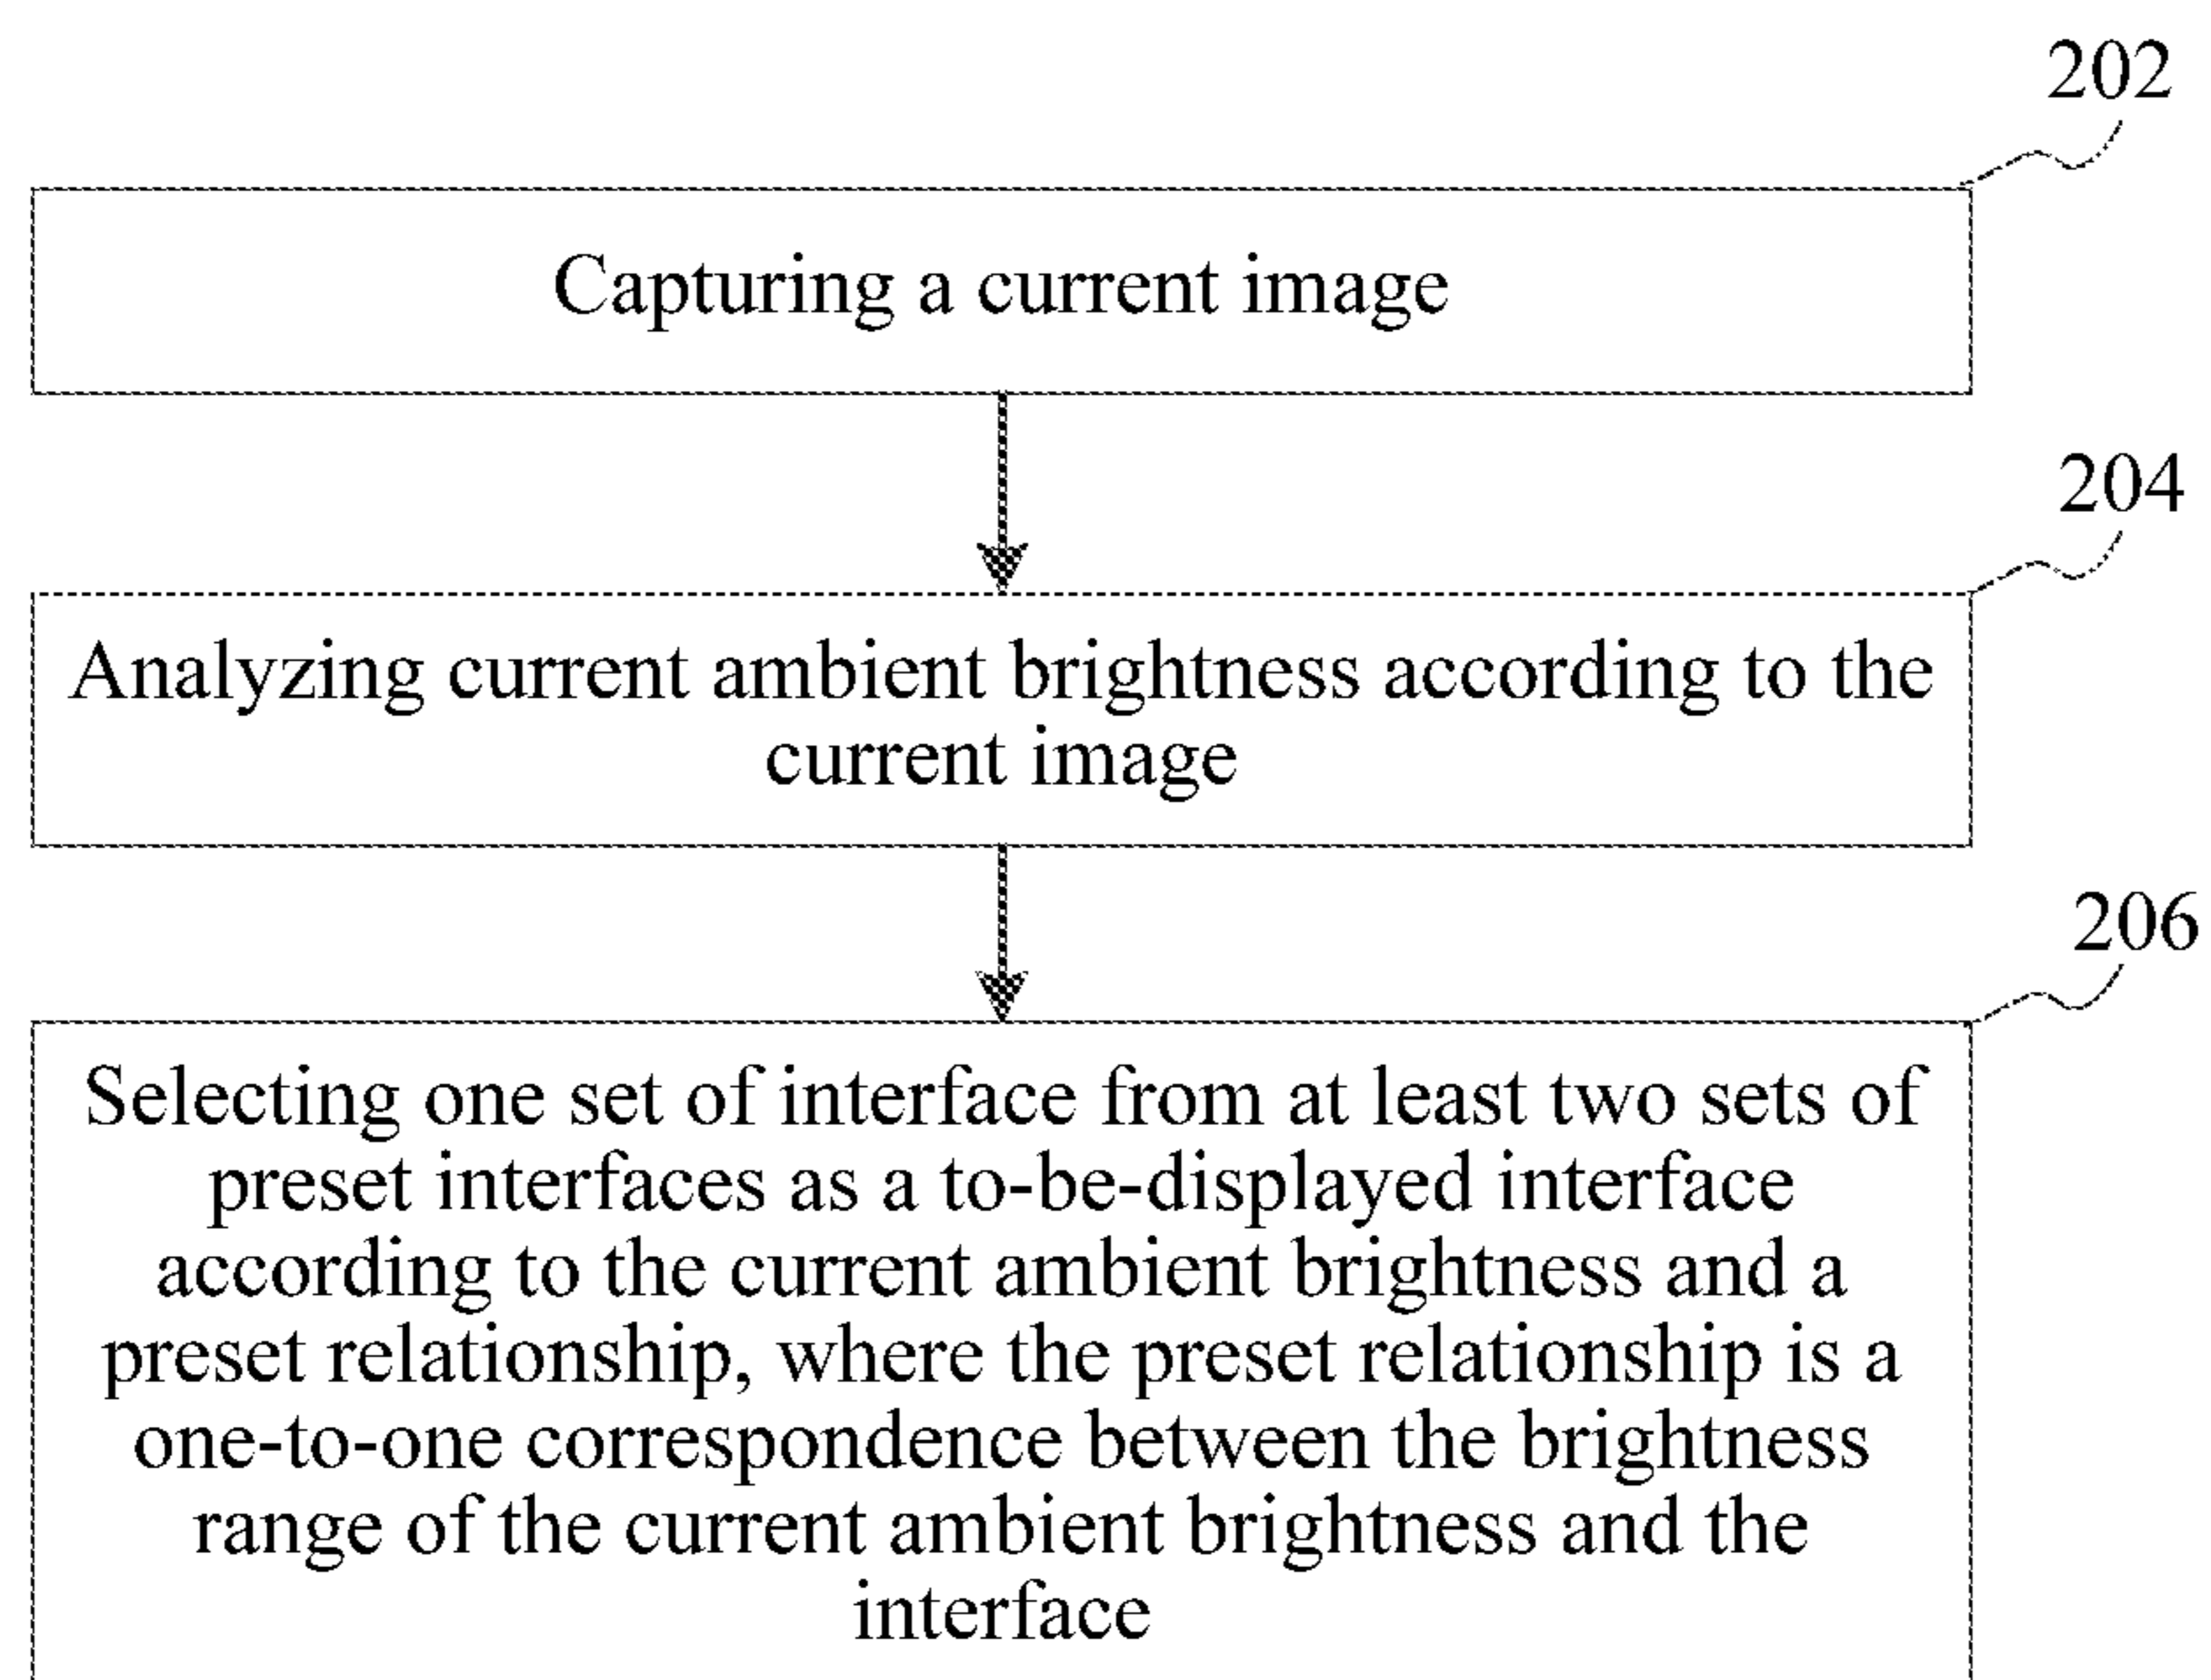 202
Capturing a current image
204
Analyzing current ambient brightness according to the
current image
206
Selecting one set of interface from at least two sets of
preset interfaces as a to-be-displayed interface
according to the current ambient brightness and a
preset relationship, where the preset relationship is a
one-to-one correspondence between the brightness
range of the current ambient brightness and the
interface